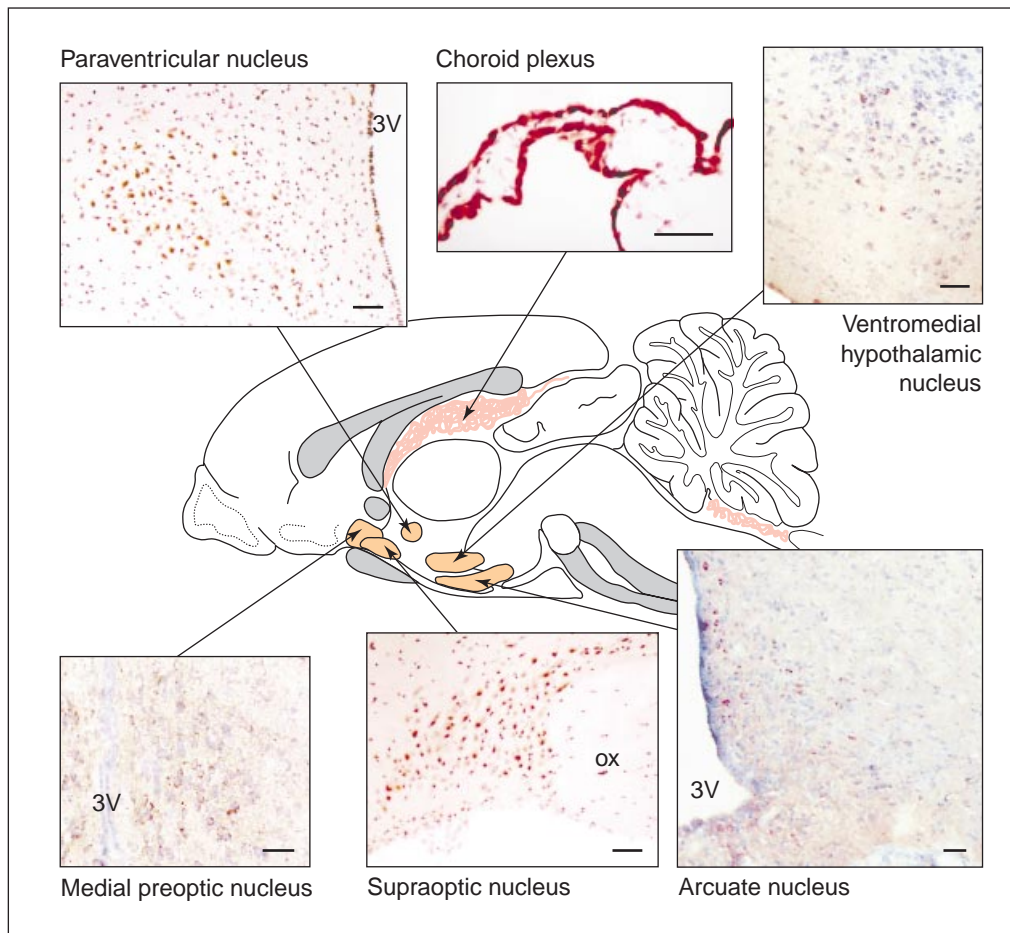 Paraventricular nucleus
3V
Choroid plexus
Ventromedial
hypothalamic
nucleus
3V
Medial preoptic nucleus
ox
Supraoptic nucleus
3V
Arcuate nucleus